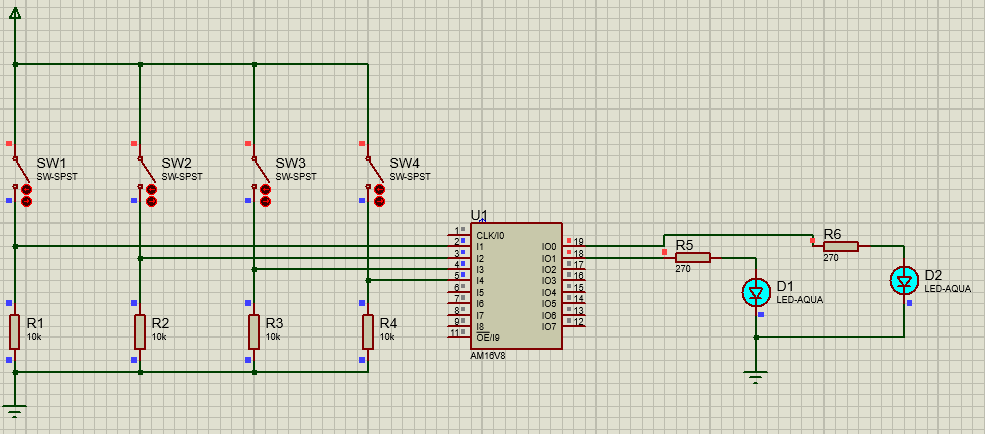 SW1
SW-SPST
SW2
SW-SPST
SW3
SW-SPST
SW4
SW-SPST
U1
1 CLK/I0
2 I1 IO0 19
3 I2 IO1 18
4 I3 IO2 17
5 I4 IO3 16
6 I5 IO4 15
7 I6 IO5 14
8 I7 IO6 13
9 I8 IO7 12
11 OE/I9
AM16V8
R5
270
R6
270
D1
LED-AQUA
D2
LED-AQUA
R1
10k
R2
10k
R3
10k
R4
10k